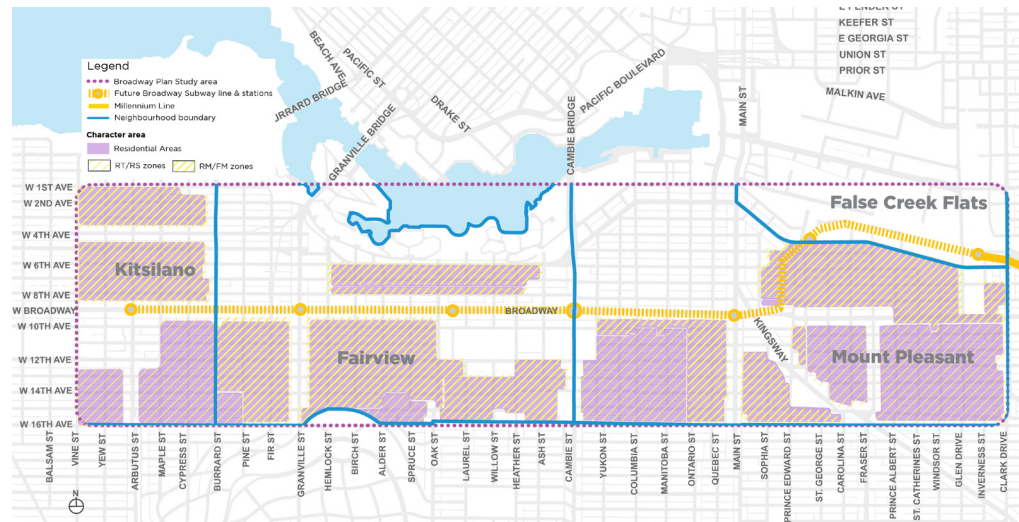 E PENDER ST
KEEFER ST
E GEORGIA ST
UNION ST
PRIOR ST
MALKIN AVE
BEACH AVE
PACIFIC ST
PACIFIC BOULEVARD
DRAKE ST
URRARD BRIDGE
GRANVILLE BRIDGE
CAMBIE BRIDGE
MAIN ST
Legend
Broadway Plan Study area
Future Broadway Subway line & stations
Millennium Line
Neighbourhood boundary
Character area
Residential Areas
RT/RS zones
RM/FM zones
W 1ST AVE
W 2ND AVE
W 4TH AVE
W 6TH AVE
W 8TH AVE
W BROADWAY
W 10TH AVE
W 12TH AVE
W 14TH AVE
W 16TH AVE
False Creek Flats
Kitsilano
BROADWAY
KINGSWAY
Fairview
Mount Pleasant
BALSAM ST
VINE ST
YEW ST
ARBUTUS ST
MAPLE ST
CYPRESS ST
BURRARD ST
PINE ST
FIR ST
GRANVILLE ST
HEMLOCK ST
BIRCH ST
ALDER ST
SPRUCE ST
OAK ST
LAUREL ST
WILLOW ST
HEATHER ST
ASH ST
CAMBIE ST
YUKON ST
COLUMBIA ST
MANITOBA ST
ONTARIO ST
QUEBEC ST
MAIN ST
SOPHIA ST
PRINCE EDWARD ST
ST. GEORGE ST
CAROLINA ST
FRASER ST
PRINCE ALBERT ST
ST. CATHERINES ST
WINDSOR ST
GLEN DRIVE
INVERNESS ST
CLARK DRIVE
N